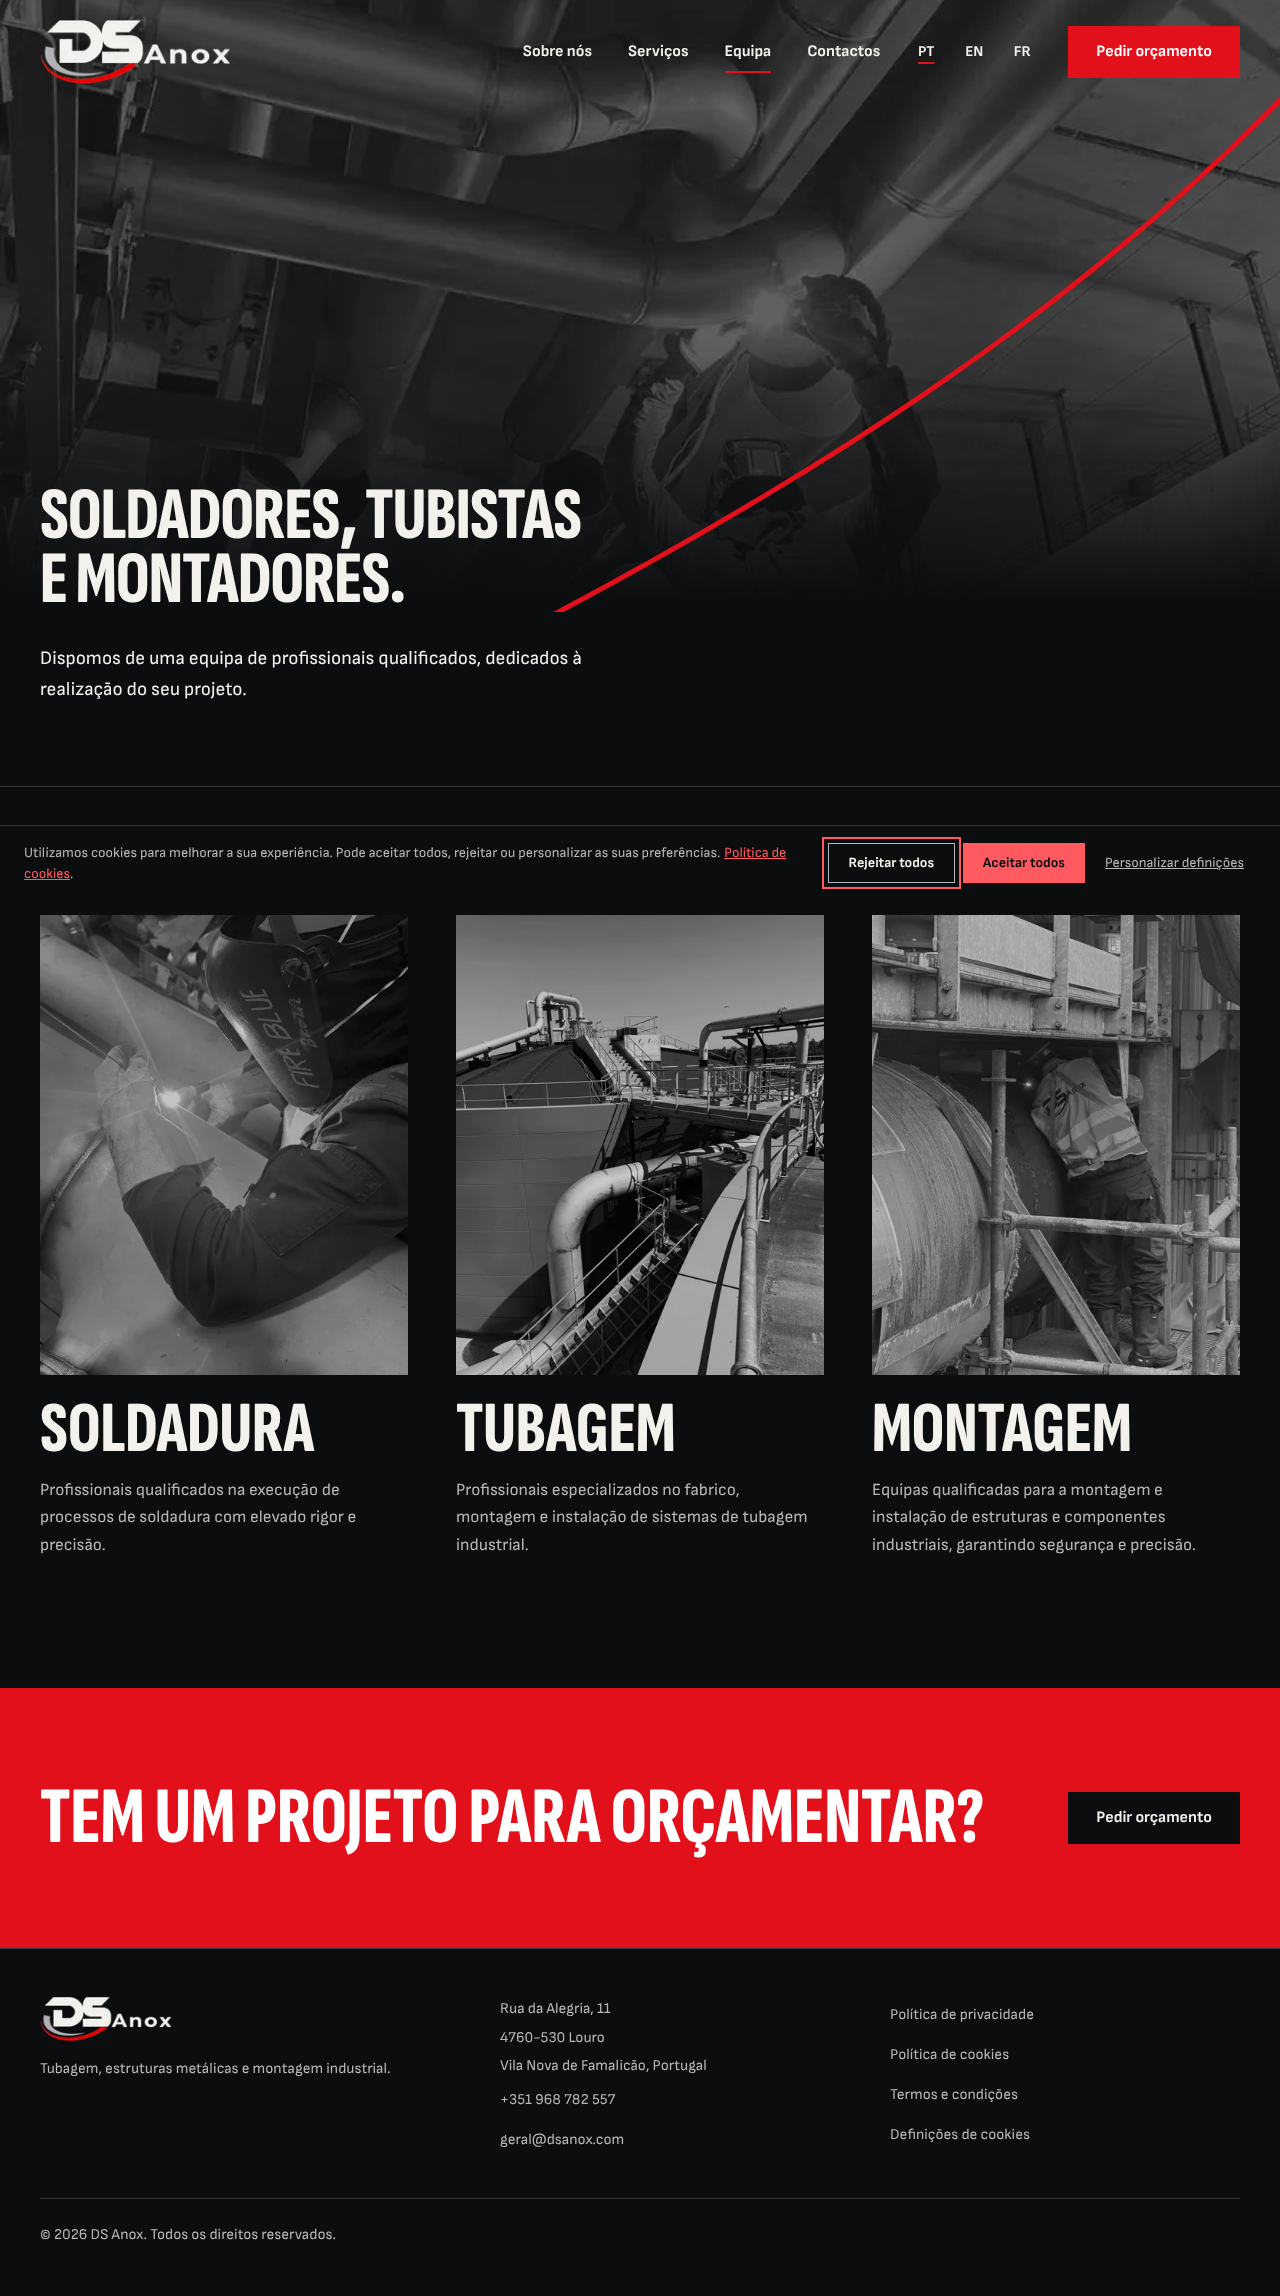 DS Anox
Sobre nós
Serviços
Equipa
Contactos
PT
EN
FR
Pedir orçamento
SOLDADORES, TUBISTAS
E MONTADORES.
Dispomos de uma equipa de profissionais qualificados, dedicados à
realização do seu projeto.
Utilizamos cookies para melhorar a sua experiência. Pode aceitar todos, rejeitar ou personalizar as suas preferências. Política de
cookies.
Rejeitar todos
Aceitar todos
Personalizar definições
SOLDADURA
Profissionais qualificados na execução de
processos de soldadura com elevado rigor e
precisão.
TUBAGEM
Profissionais especializados no fabrico,
montagem e instalação de sistemas de tubagem
industrial.
MONTAGEM
Equipas qualificadas para a montagem e
instalação de estruturas e componentes
industriais, garantindo segurança e precisão.
TEM UM PROJETO PARA ORÇAMENTAR?
Pedir orçamento
DS Anox
Tubagem, estruturas metálicas e montagem industrial.
Rua da Alegria, 11
4760-530 Louro
Vila Nova de Famalicão, Portugal
+351 968 782 557
geral@dsanox.com
Política de privacidade
Política de cookies
Termos e condições
Definições de cookies
© 2026 DS Anox. Todos os direitos reservados.